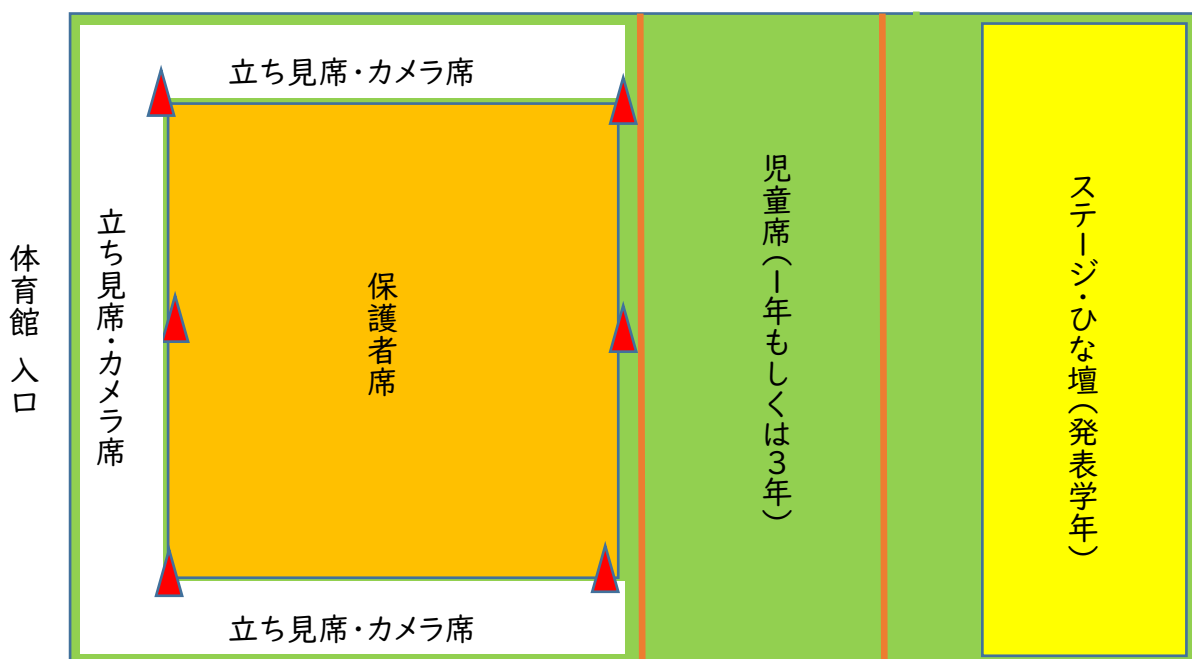 立ち見席・カメラ席
体育館 入口
立ち見席・カメラ席
保護者席
児童席(1年もしくは3年)
ステージ・ひな壇(発表学年)
立ち見席・カメラ席